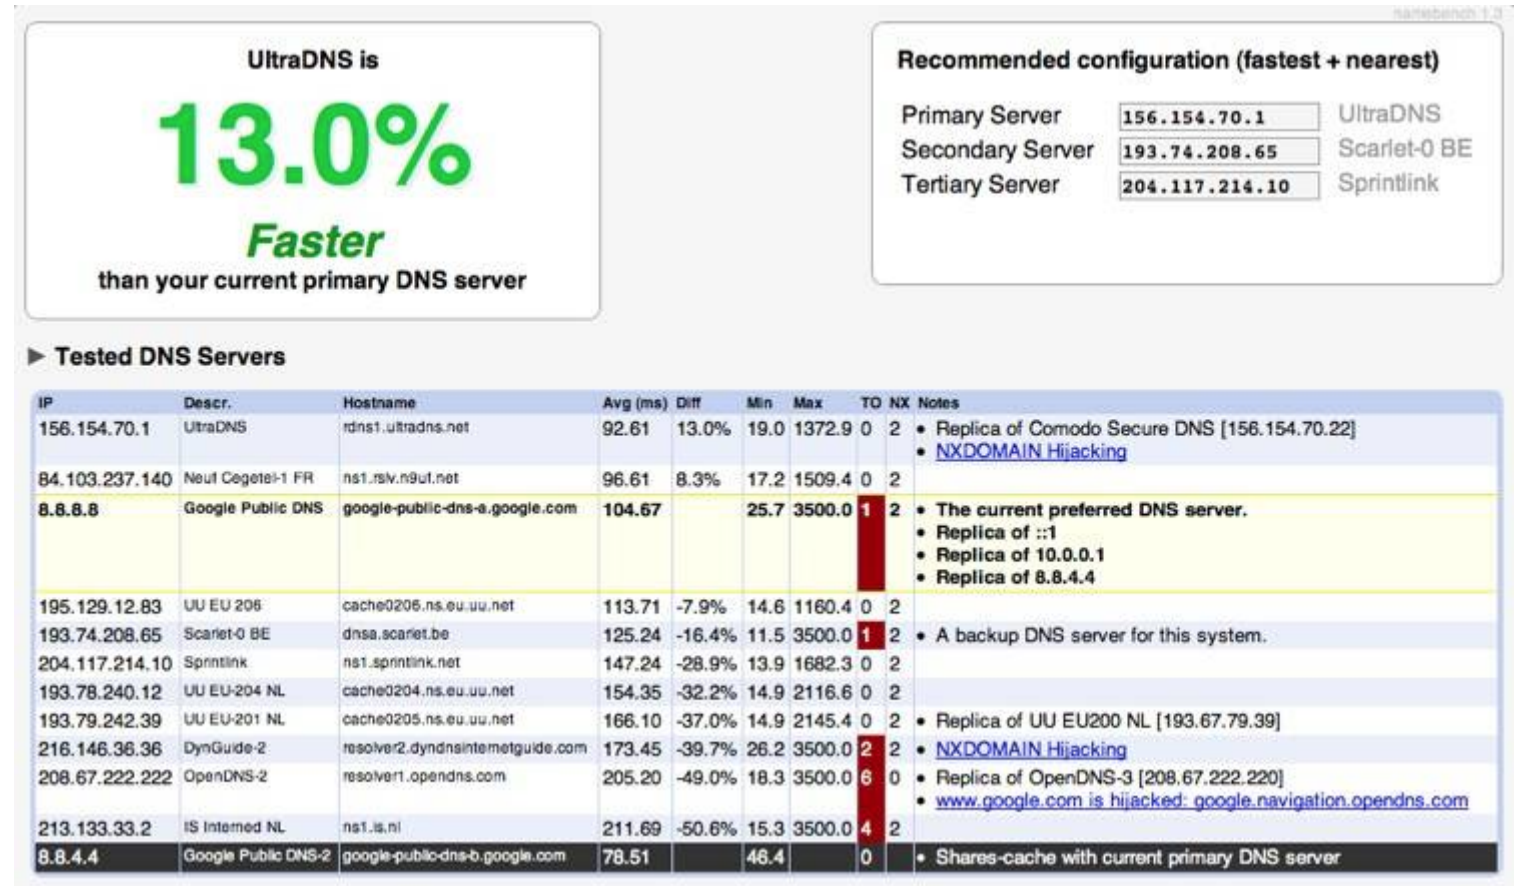 namebench 1.3
UltraDNS is
13.0%
Faster
than your current primary DNS server
Recommended configuration (fastest + nearest)
Primary Server 156.154.70.1 UltraDNS
Secondary Server 193.74.208.65 Scarlet-0 BE
Tertiary Server 204.117.214.10 Sprintlink
Tested DNS Servers
IP Descr. Hostname Avg (ms) Diff Min Max TO NX Notes
156.154.70.1 UltraDNS rdns1.ultradns.net 92.61 13.0% 19.0 1372.9 0 2 • Replica of Comodo Secure DNS [156.154.70.22]
• NXDOMAIN Hijacking
84.103.237.140 Neuf Cegetel-1 FR ns1.rslv.n9uf.net 96.61 8.3% 17.2 1509.4 0 2
8.8.8.8 Google Public DNS google-public-dns-a.google.com 104.67 25.7 3500.0 1 2 • The current preferred DNS server.
• Replica of ::1
• Replica of 10.0.0.1
• Replica of 8.8.4.4
195.129.12.83 UU EU 206 cache0206.ns.eu.uu.net 113.71 -7.9% 14.6 1160.4 0 2
193.74.208.65 Scarlet-0 BE dnsa.scarlet.be 125.24 -16.4% 11.5 3500.0 1 2 • A backup DNS server for this system.
204.117.214.10 Sprintlink ns1.sprintlink.net 147.24 -28.9% 13.9 1682.3 0 2
193.78.240.12 UU EU-204 NL cache0204.ns.eu.uu.net 154.35 -32.2% 14.9 2116.6 0 2
193.79.242.39 UU EU-201 NL cache0205.ns.eu.uu.net 166.10 -37.0% 14.9 2145.4 0 2 • Replica of UU EU200 NL [193.67.79.39]
216.146.36.36 DynGuide-2 resolver2.dyndnsinternetguide.com 173.45 -39.7% 26.2 3500.0 2 2 • NXDOMAIN Hijacking
208.67.222.222 OpenDNS-2 resolver1.opendns.com 205.20 -49.0% 18.3 3500.0 6 0 • Replica of OpenDNS-3 [208.67.222.220]
• www.google.com is hijacked: google.navigation.opendns.com
213.133.33.2 IS Interned NL ns1.is.nl 211.69 -50.6% 15.3 3500.0 4 2
8.8.4.4 Google Public DNS-2 google-public-dns-b.google.com 78.51 46.4 0 • Shares-cache with current primary DNS server